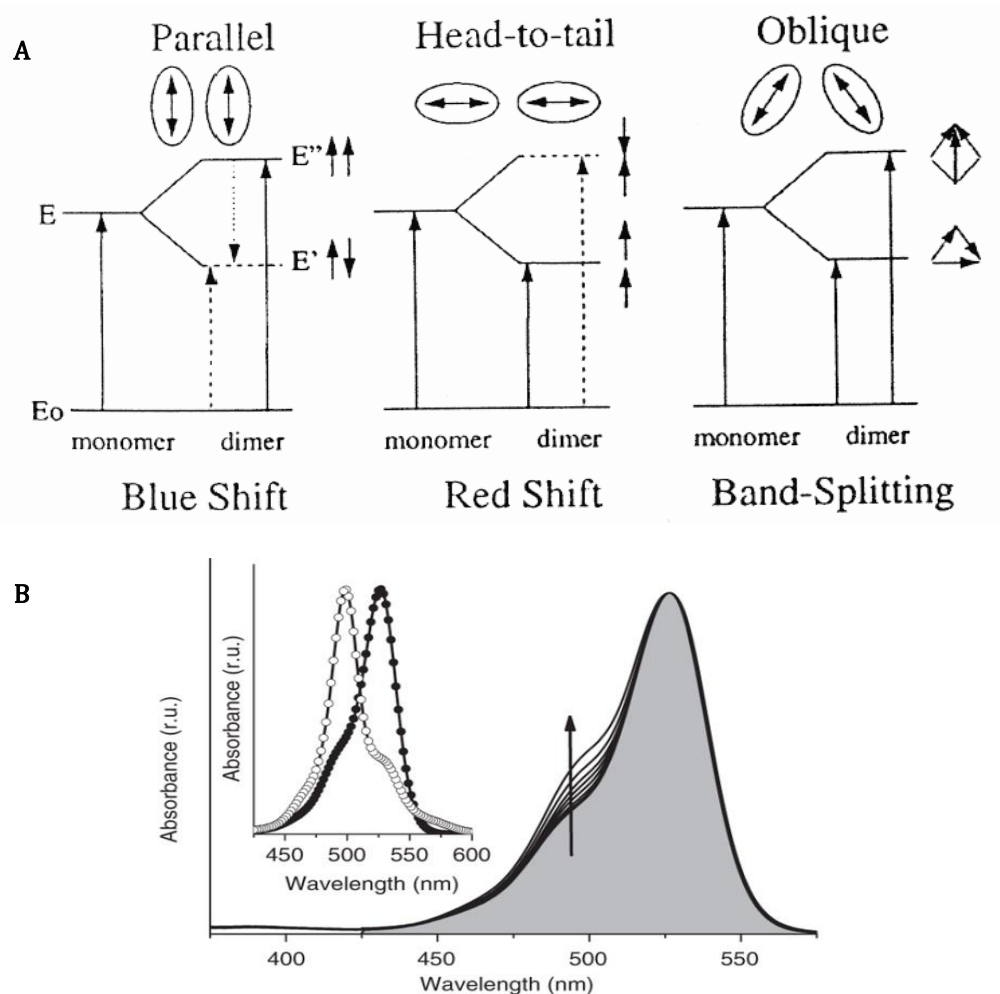 A
Parallel
Head-to-tail
Oblique
E"
E
E'
Eo
monomer dimer
monomer dimer
monomer dimer
Blue Shift
Red Shift
Band-Splitting
B
Absorbance (r.u.)
Absorbance (r.u.)
450 500 550 600
Wavelength (nm)
400 450 500 550
Wavelength (nm)